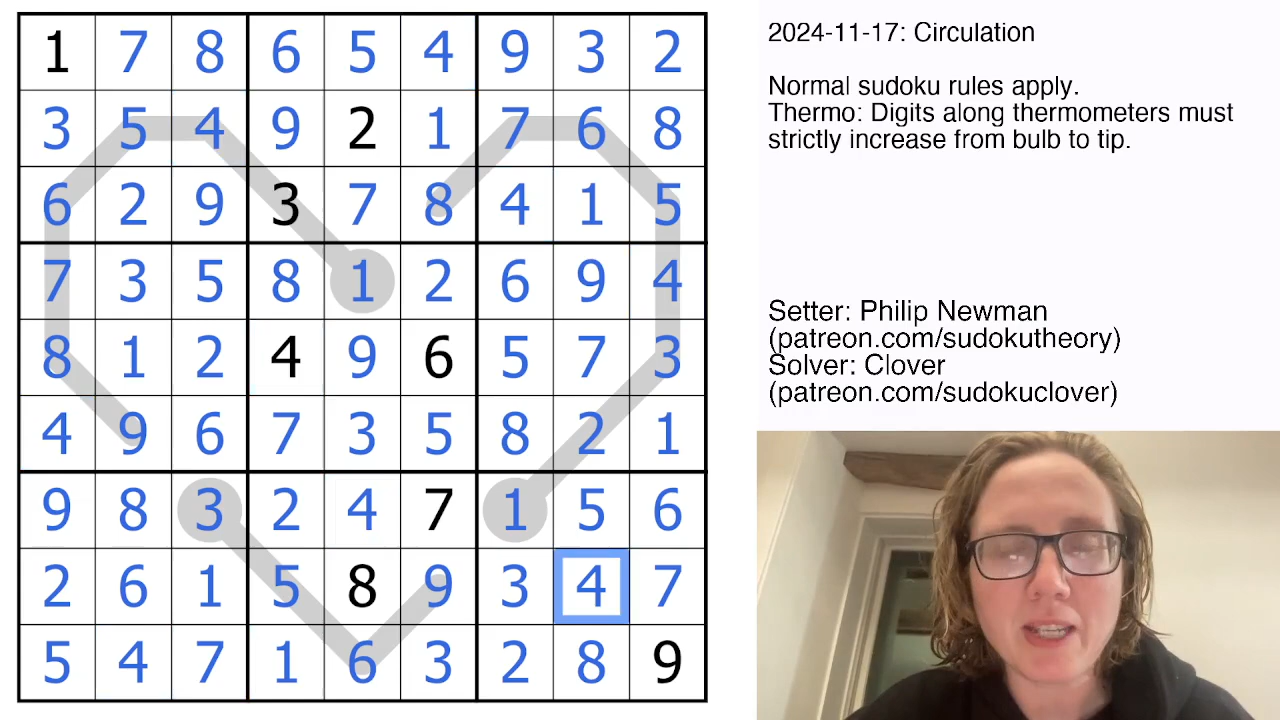 1 7 8 6 5 4 9 3 2
3 5 4 9 2 1 7 6 8
6 2 9 3 7 8 4 1 5
7 3 5 8 1 2 6 9 4
8 1 2 4 9 6 5 7 3
4 9 6 7 3 5 8 2 1
9 8 3 2 4 7 1 5 6
2 6 1 5 8 9 3 4 7
5 4 7 1 6 3 2 8 9
2024-11-17: Circulation
Normal sudoku rules apply.
Thermo: Digits along thermometers must
strictly increase from bulb to tip.
Setter: Philip Newman
(patreon.com/sudokutheory)
Solver: Clover
(patreon.com/sudokuclover)